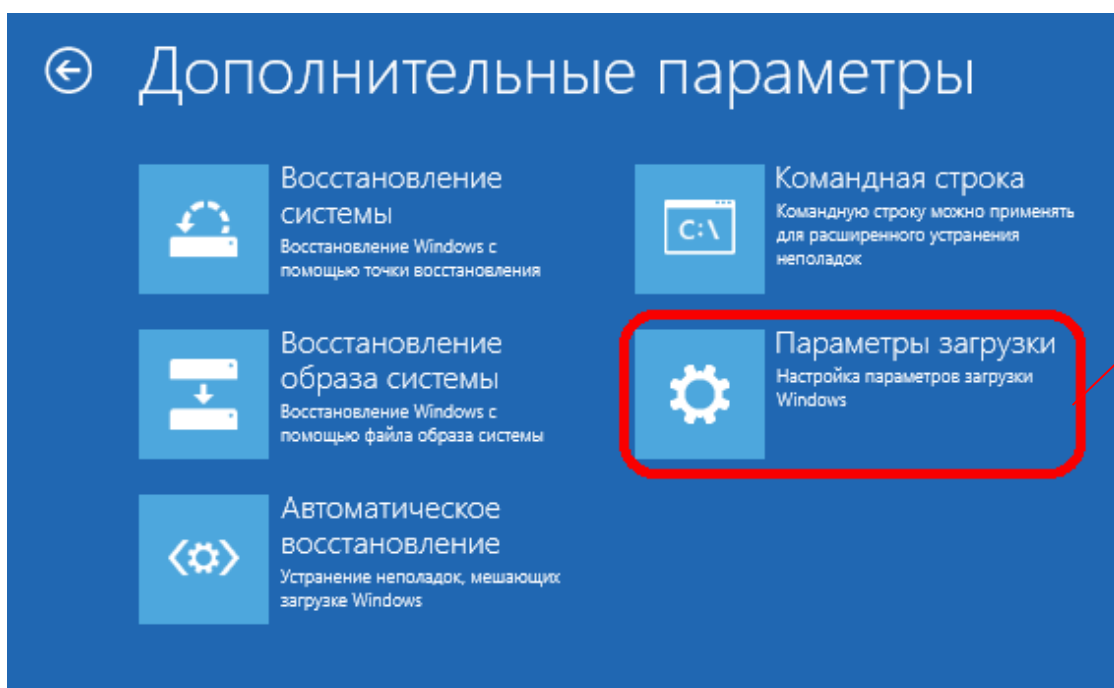 Дополнительные параметры
Восстановление
системы
Восстановление Windows с
помощью точки восстановления
Восстановление
образа системы
Восстановление Windows с
помощью файла образа системы
Автоматическое
восстановление
Устранение неполадок, мешающих
загрузке Windows
C:\
Командная строка
Командную строку можно применять
для расширенного устранения
неполадок
Параметры загрузки
Настройка параметров загрузки
Windows